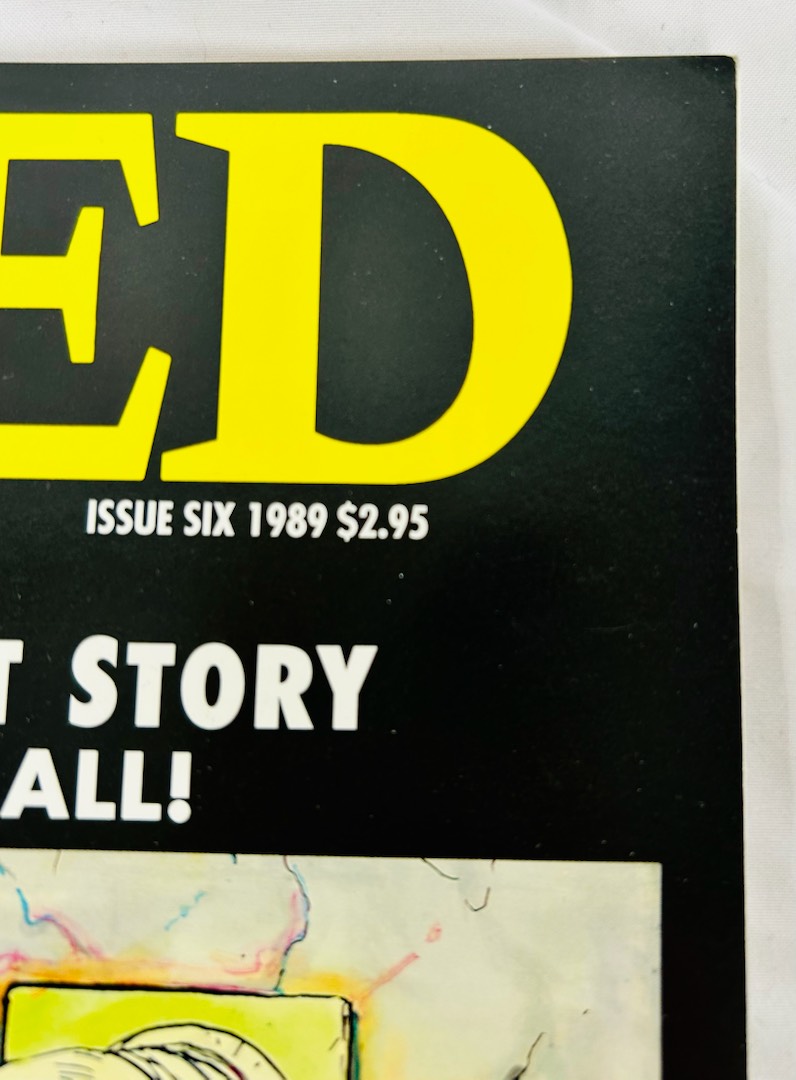 ED
ISSUE SIX 1989 $2.95
T STORY
ALL!